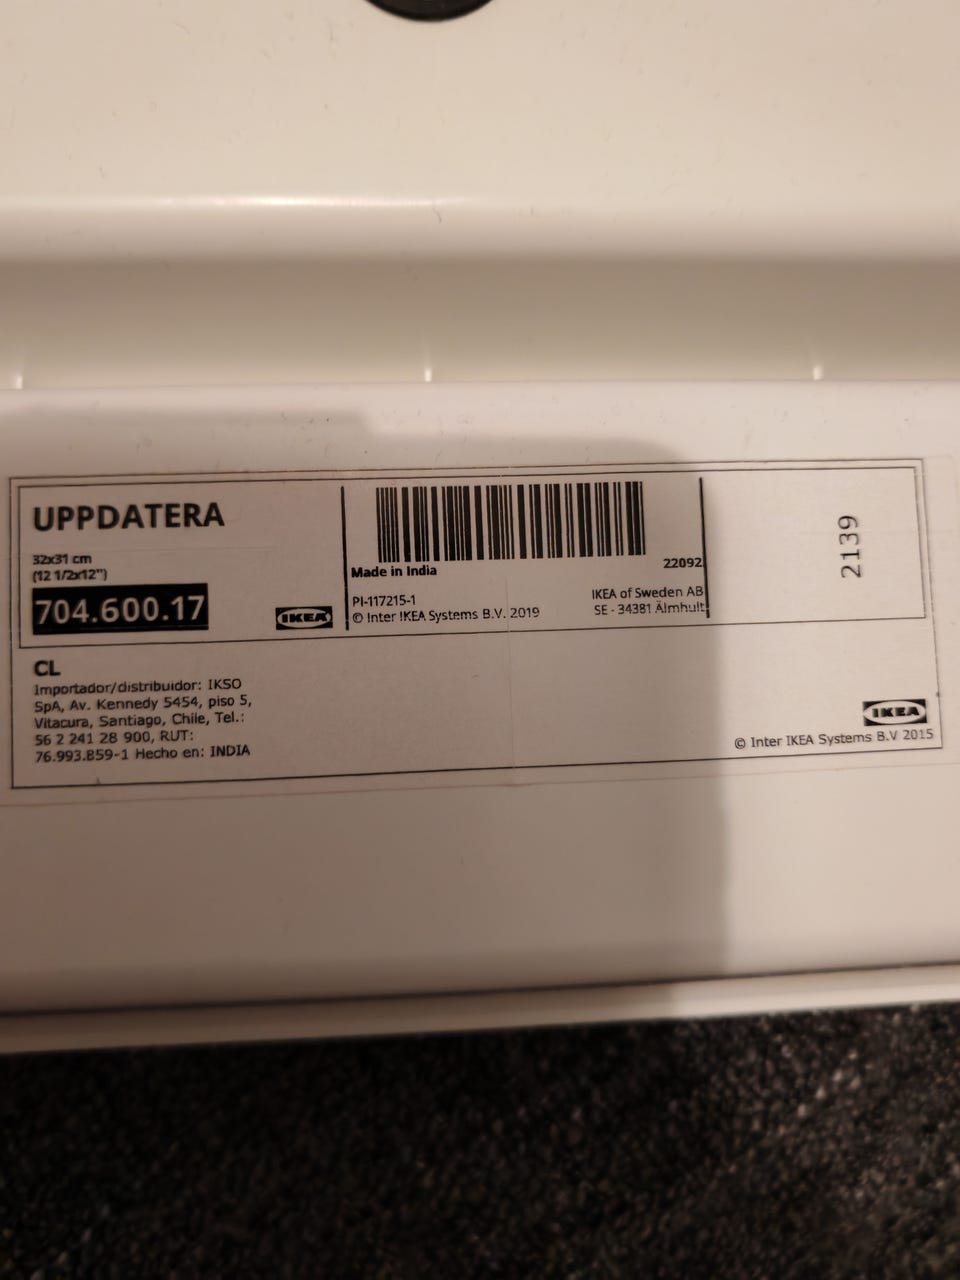 UPPDATERA
32x31 cm
(12 1/2x12")
704.600.17
IKEA
Made in India
22092
PI-117215-1
© Inter IKEA Systems B.V. 2019
IKEA of Sweden AB
SE - 34381 Älmhult
2139
CL
Importador/distribuidor: IKSO
SpA, Av. Kennedy 5454, piso 5,
Vitacura, Santiago, Chile, Tel.:
56 2 241 28 900, RUT:
76.993.859-1 Hecho en: INDIA
IKEA
© Inter IKEA Systems B.V 2015